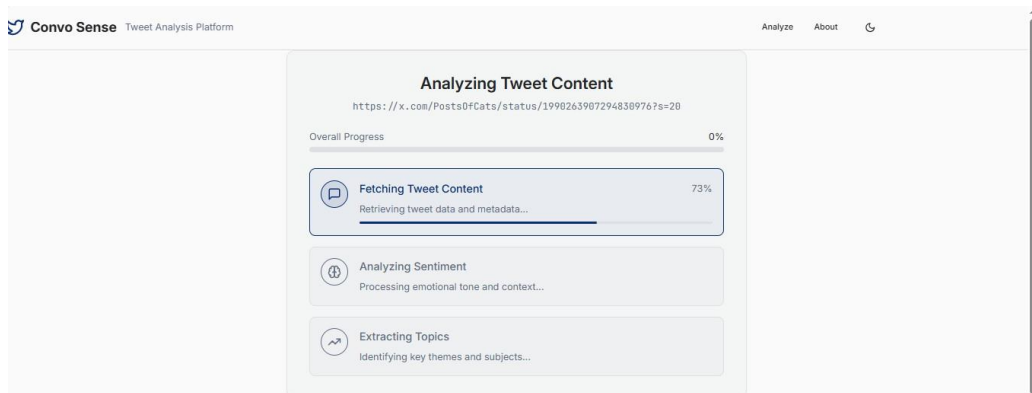 Convo Sense Tweet Analysis Platform Analyze About
Analyzing Tweet Content
https://x.com/PostsOfCats/status/1990263907294830976?s=20
Overall Progress 0%
Fetching Tweet Content 73%
Retrieving tweet data and metadata...
Analyzing Sentiment
Processing emotional tone and context...
Extracting Topics
Identifying key themes and subjects...